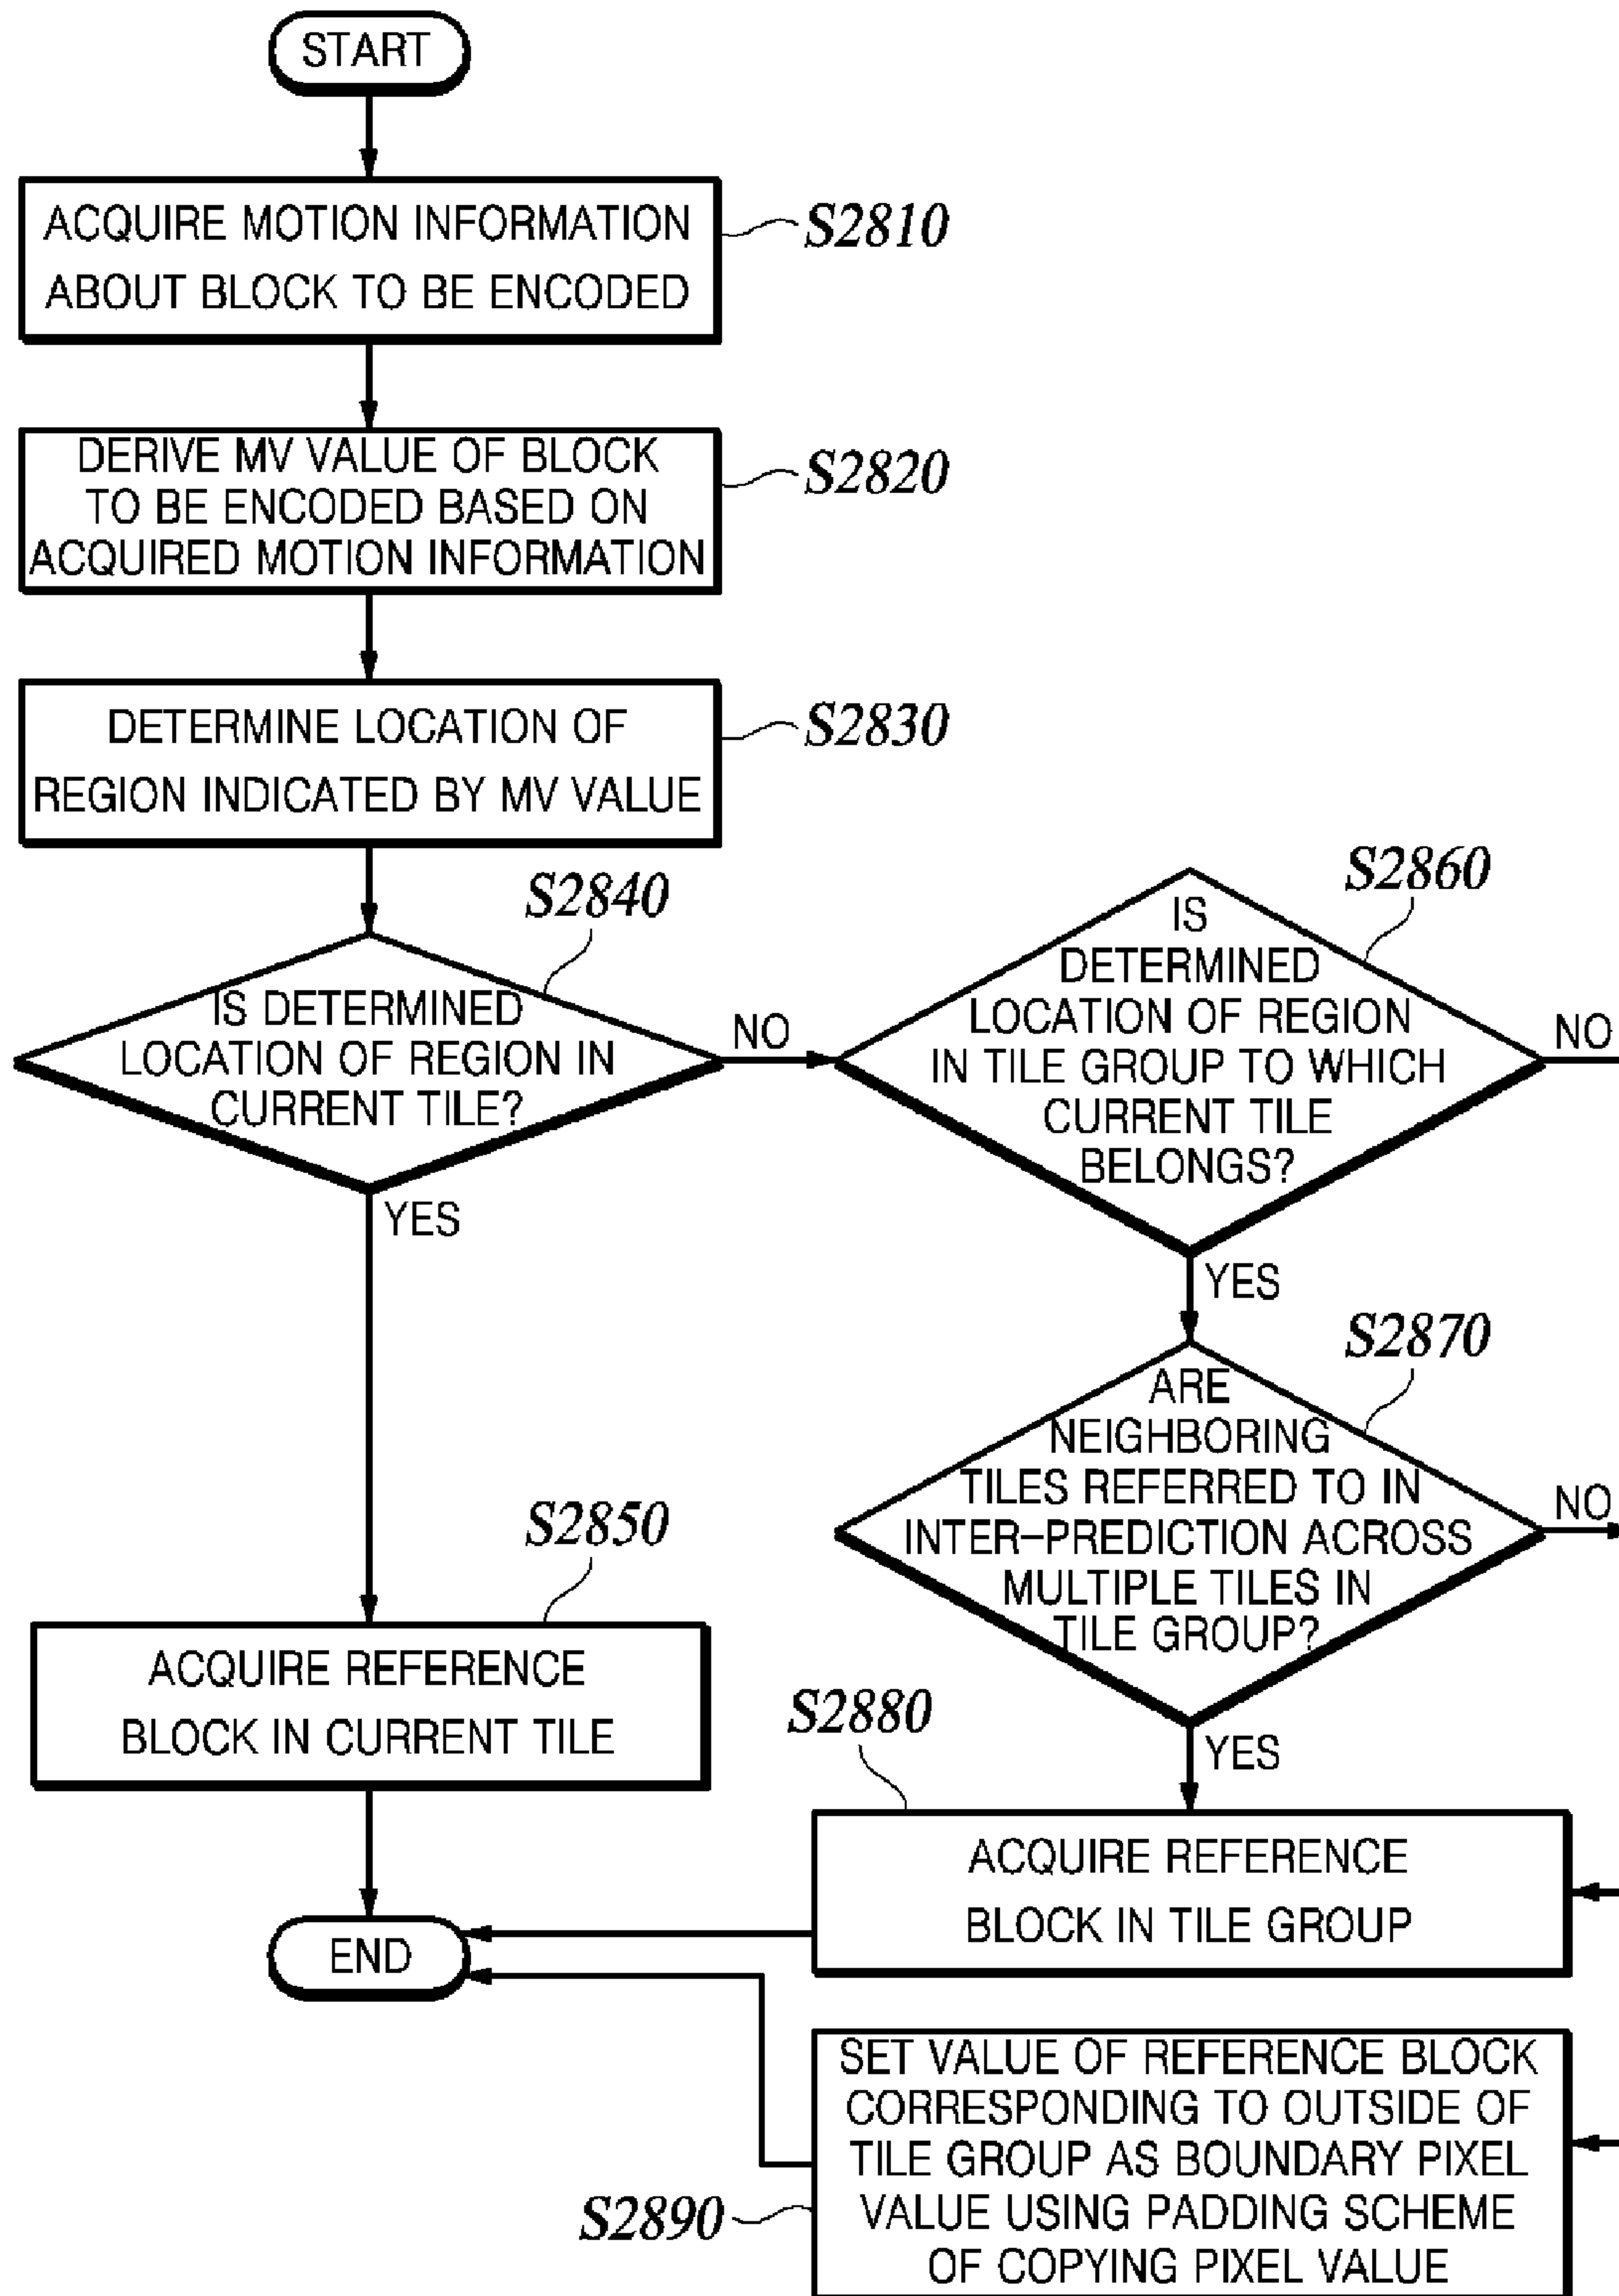 START
ACQUIRE MOTION INFORMATION
ABOUT BLOCK TO BE ENCODED
S2810
DERIVE MV VALUE OF BLOCK
TO BE ENCODED BASED ON
ACQUIRED MOTION INFORMATION
S2820
DETERMINE LOCATION OF
REGION INDICATED BY MV VALUE
S2830
S2840
IS DETERMINED
LOCATION OF REGION IN
CURRENT TILE?
NO
YES
S2860
IS
DETERMINED
LOCATION OF REGION
IN TILE GROUP TO WHICH
CURRENT TILE
BELONGS?
NO
YES
S2870
ARE
NEIGHBORING
TILES REFERRED TO IN
INTER-PREDICTION ACROSS
MULTIPLE TILES IN
TILE GROUP?
NO
YES
S2850
ACQUIRE REFERENCE
BLOCK IN CURRENT TILE
S2880
ACQUIRE REFERENCE
BLOCK IN TILE GROUP
END
SET VALUE OF REFERENCE BLOCK
CORRESPONDING TO OUTSIDE OF
TILE GROUP AS BOUNDARY PIXEL
VALUE USING PADDING SCHEME
OF COPYING PIXEL VALUE
S2890